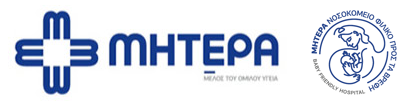 ΜΗΤΕΡΑ
ΜΕΛΟΣ ΤΟΥ ΟΜΙΛΟΥ ΥΓΕΙΑ
ΜΗΤΕΡΑ ΝΟΣΟΚΟΜΕΙΟ ΦΙΛΙΚΟ ΠΡΟΣ ΤΑ ΒΡΕΦΗ
BABY FRIENDLY HOSPITAL